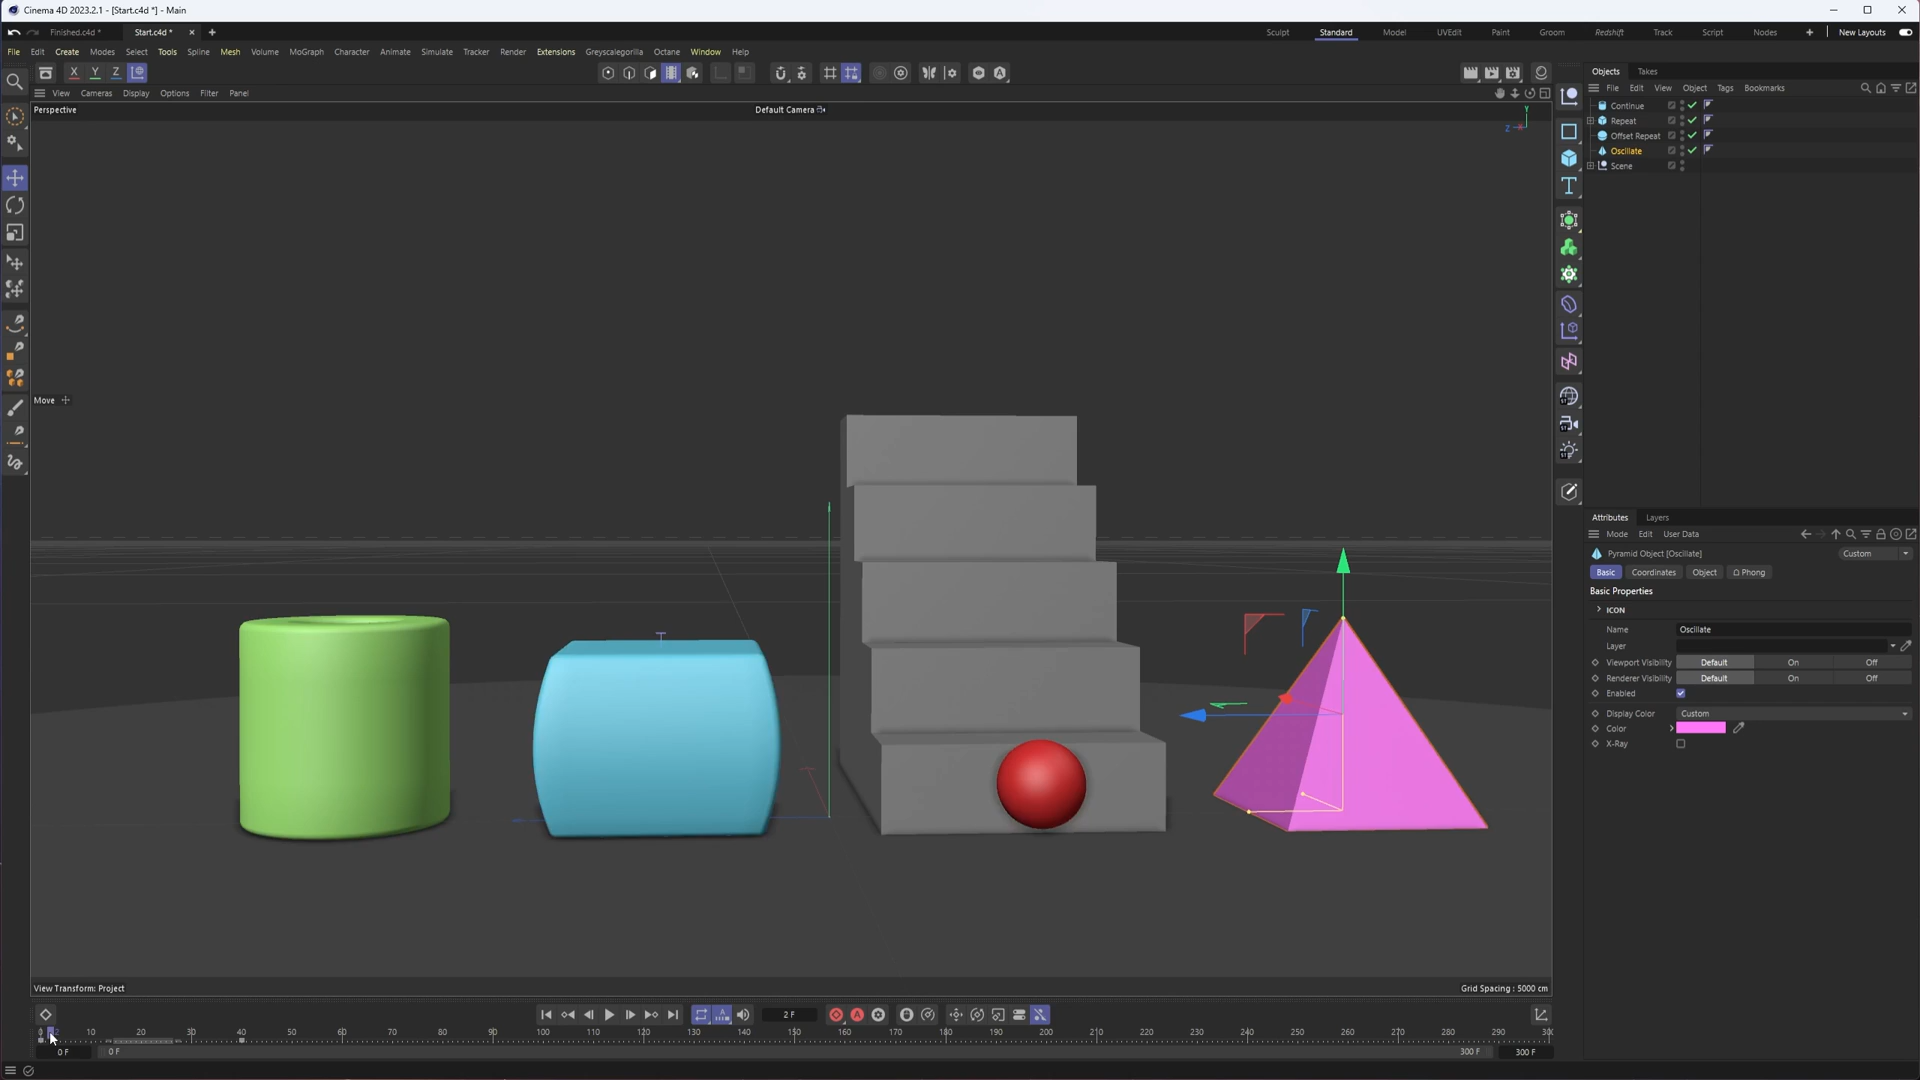 Cinema 4D 2023.2.1 - [Start.c4d *] - Main
Finished.c4d *
Start.c4d *
Sculpt
Standard
Model
UVEdit
Paint
Groom
Redshift
Track
Script
Nodes
New Layouts
File Edit Create Modes Select Tools Spline Mesh Volume MoGraph Character Animate Simulate Tracker Render Extensions Greyscalegorilla Octane Window Help
X Y Z
Objects Takes
View Cameras Display Options Filter Panel
File Edit View Object Tags Bookmarks
Perspective
Default Camera
Y
Z X
Continue
Repeat
Offset Repeat
Oscillate
Scene
Move
Attributes Layers
Mode Edit User Data
Pyramid Object [Oscillate]
Custom
Basic Coordinates Object Phong
Basic Properties
ICON
Name Oscillate
Layer
Viewport Visibility Default On Off
Renderer Visibility Default On Off
Enabled
Display Color Custom
Color
X-Ray
View Transform: Project
Grid Spacing : 5000 cm
2 F
0 2 10 20 30 40 50 60 70 80 90 100 110 120 130 140 150 160 170 180 190 200 210 220 230 240 250 260 270 280 290 30
0 F
0 F
300 F
300 F